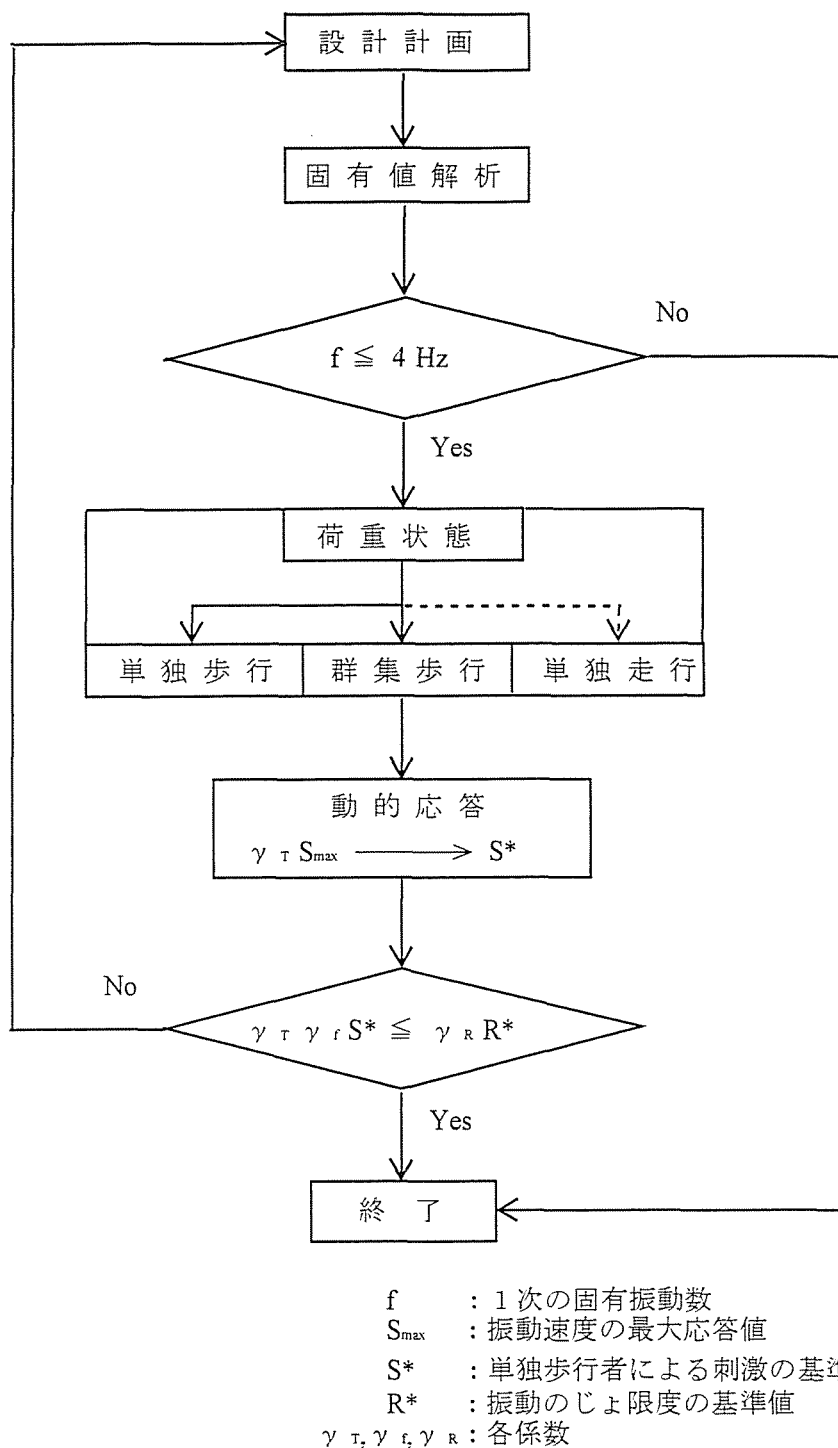 設計計画
固有値解析
No
f ≦ 4 Hz
Yes
荷重状態
単独歩行 群集歩行 単独走行
動的応答
γ T Smax → S*
No
γ T γ f S* ≦ γ R R*
Yes
終了
f : 1次の固有振動数
Smax : 振動速度の最大応答値
S* : 単独歩行者による刺激の基準
R* : 振動のじょ限度の基準値
γ T, γ f, γ R : 各係数